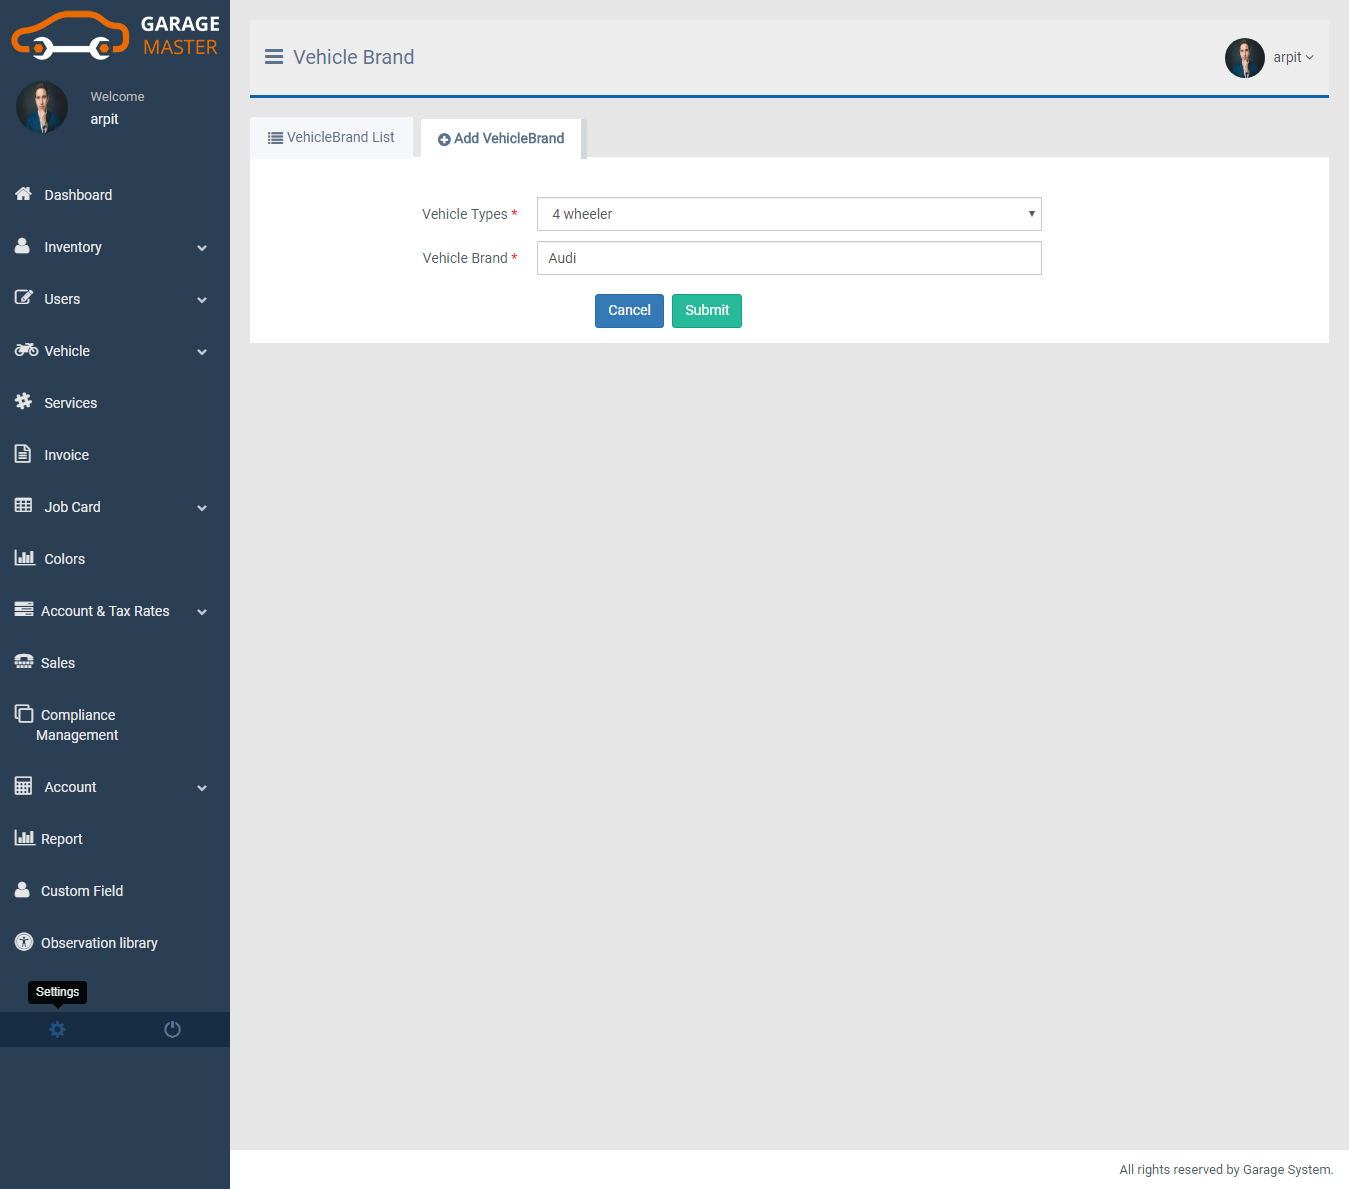 GARAGE
MASTER
Welcome
arpit
Dashboard
Inventory
Users
Vehicle
Services
Invoice
Job Card
Colors
Account & Tax Rates
Sales
Compliance
Management
Account
Report
Custom Field
Observation library
Settings
Vehicle Brand
arpit
VehicleBrand List
Add VehicleBrand
Vehicle Types *
4 wheeler
Vehicle Brand *
Audi
Cancel
Submit
All rights reserved by Garage System.